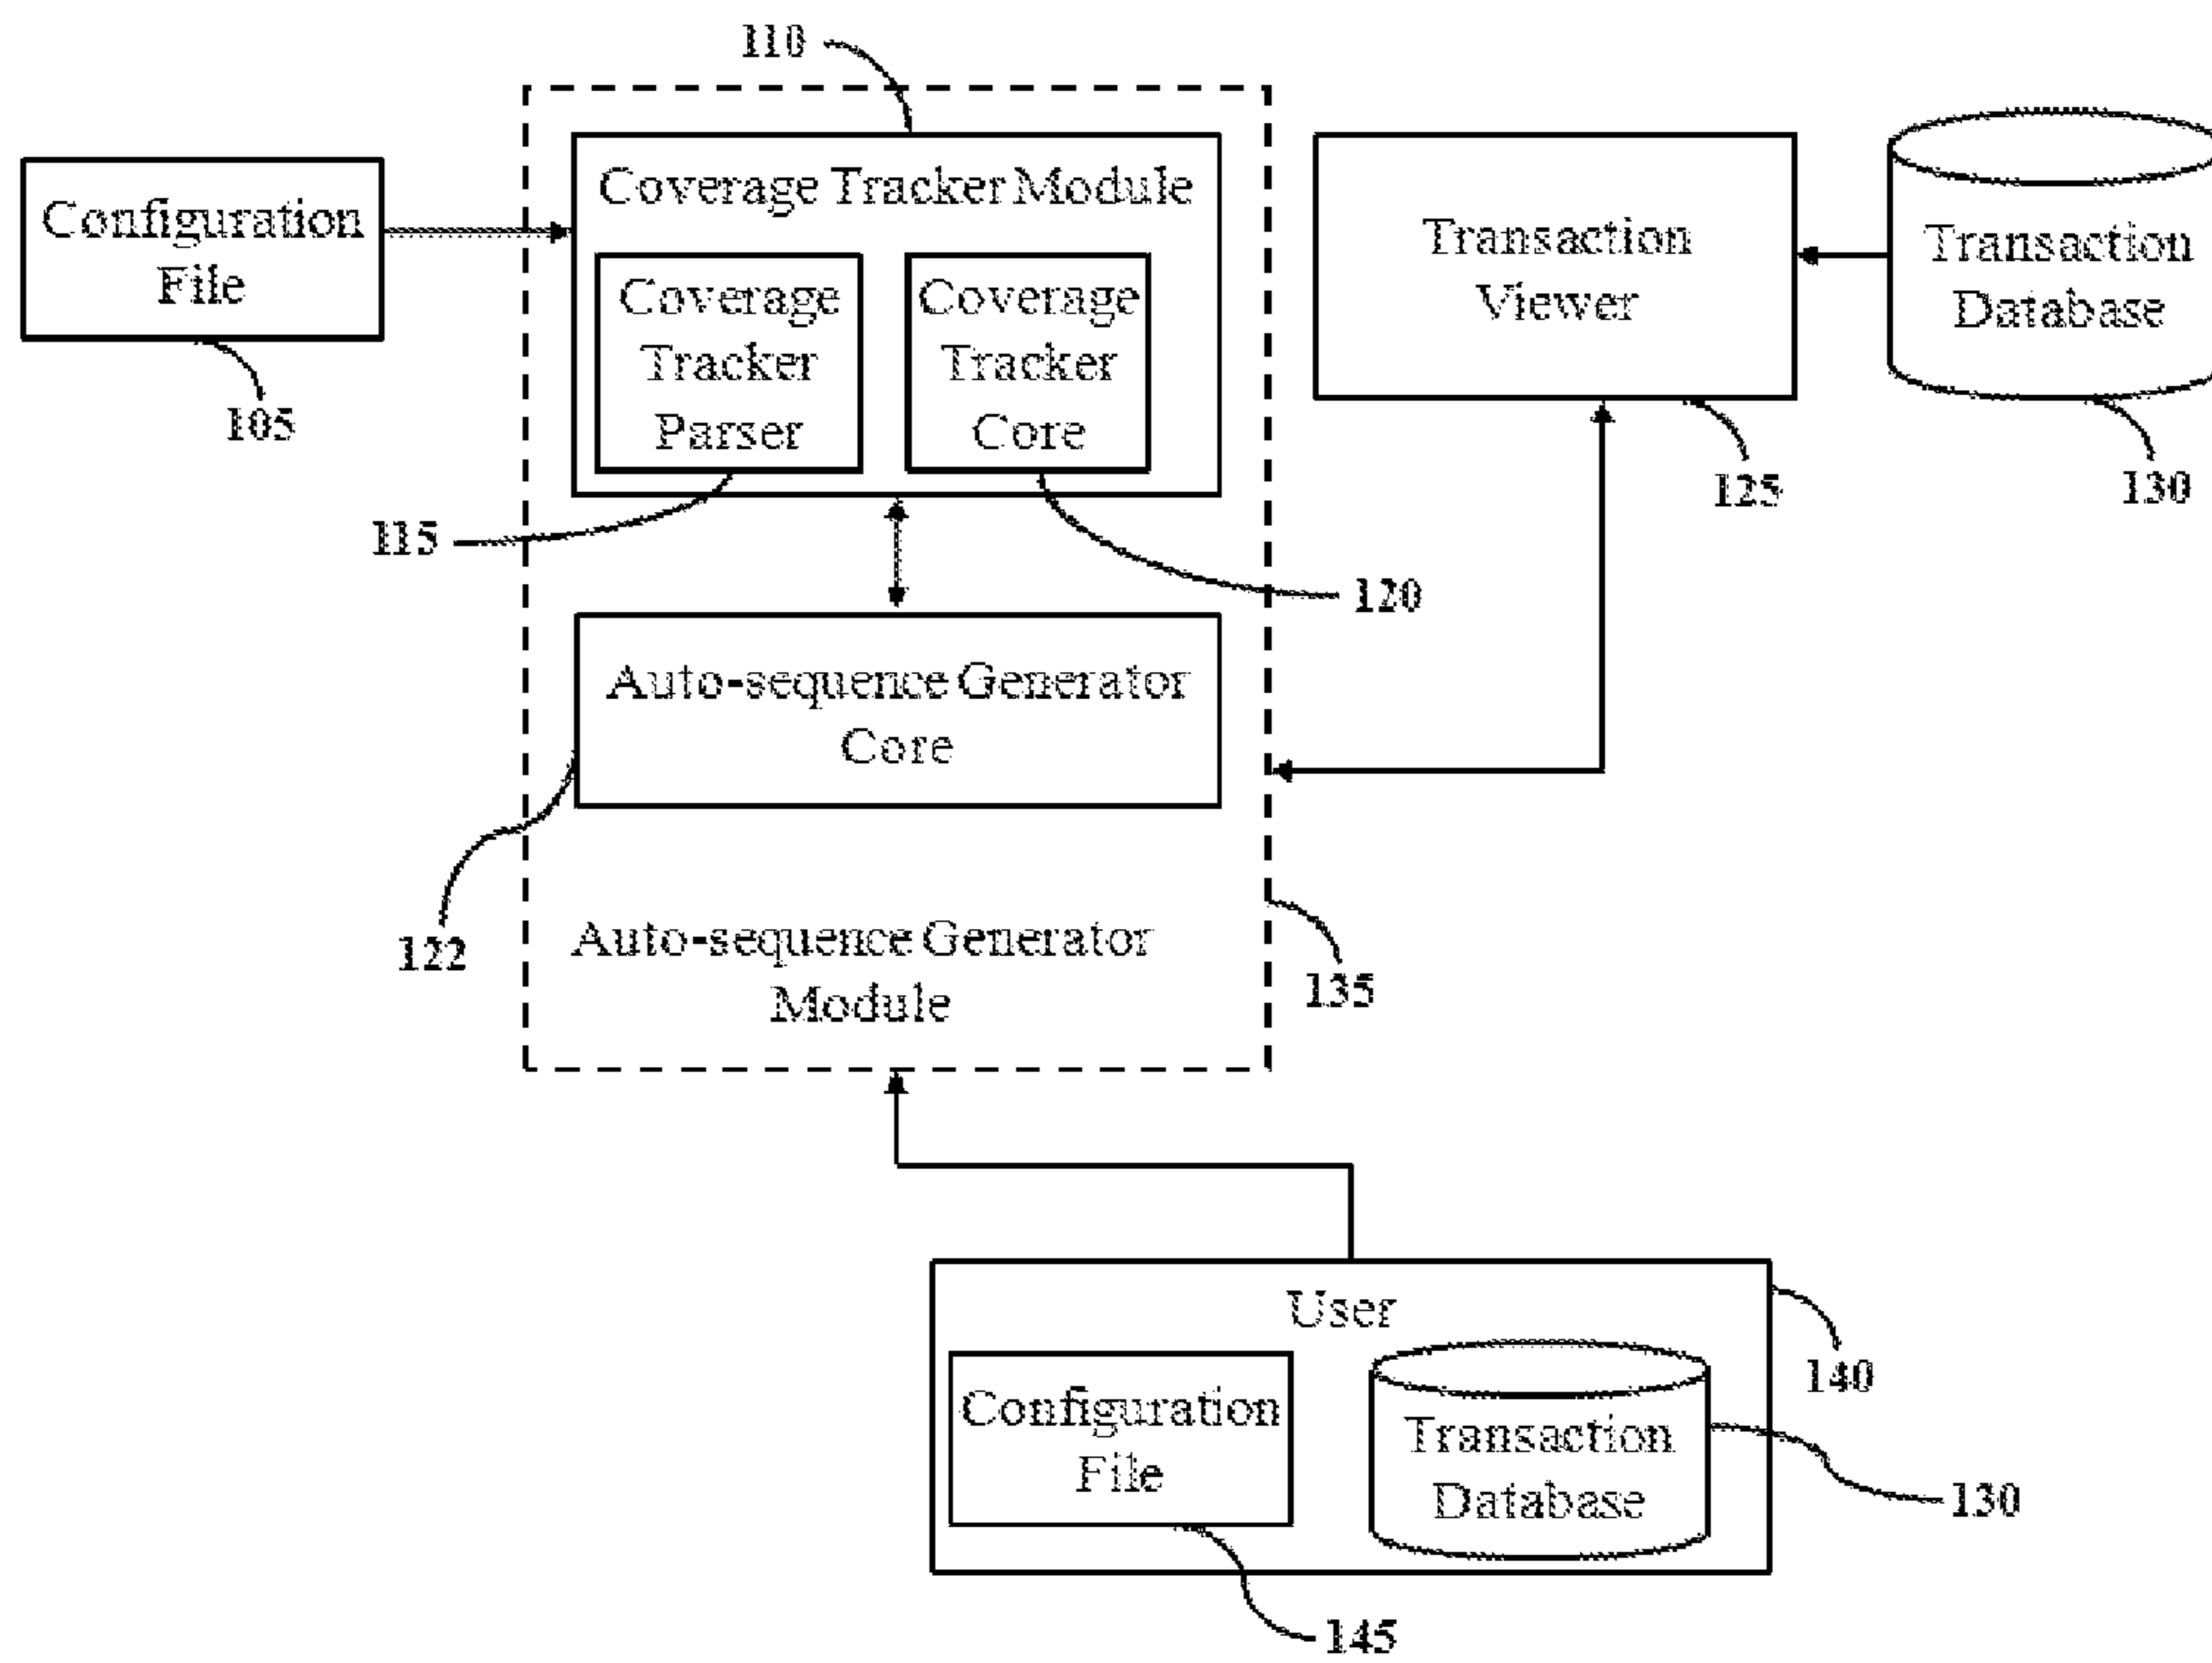 110
Coverage Tracker Module
Configuration
File
105
Coverage
Tracker
Parser
115
Coverage
Tracker
Core
120
Transaction
Viewer
125
Transaction
Database
130
Auto-sequence Generator
Core
122
Auto-sequence Generator
Module
135
User
140
Configuration
File
145
Transaction
Database
130